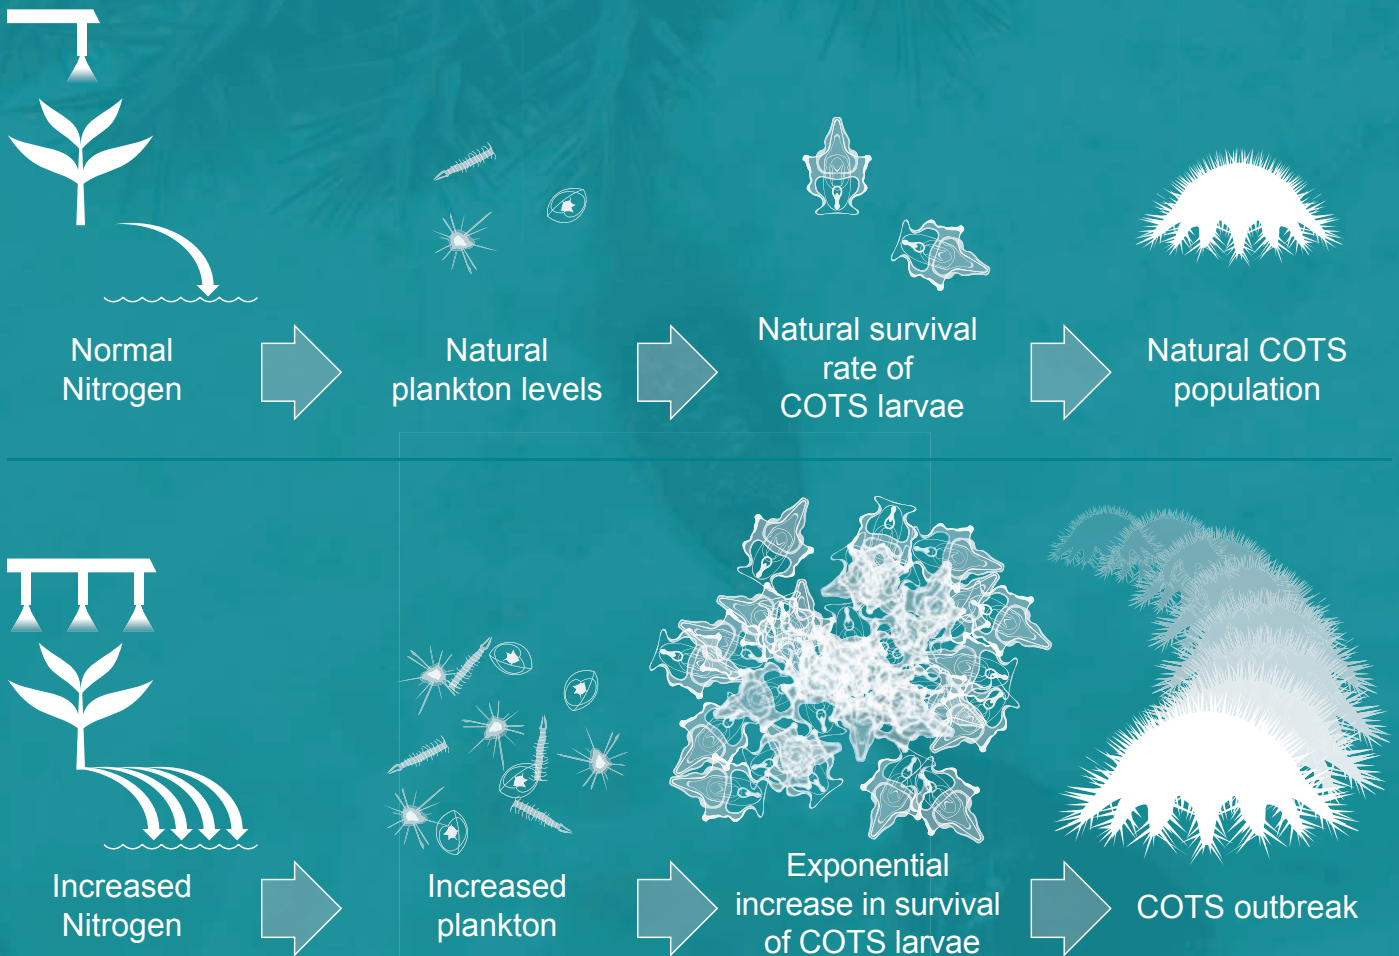 Normal
Nitrogen
Natural
plankton levels
Natural survival
rate of
COTS larvae
Natural COTS
population
Increased
Nitrogen
Increased
plankton
Exponential
increase in survival
of COTS larvae
COTS outbreak